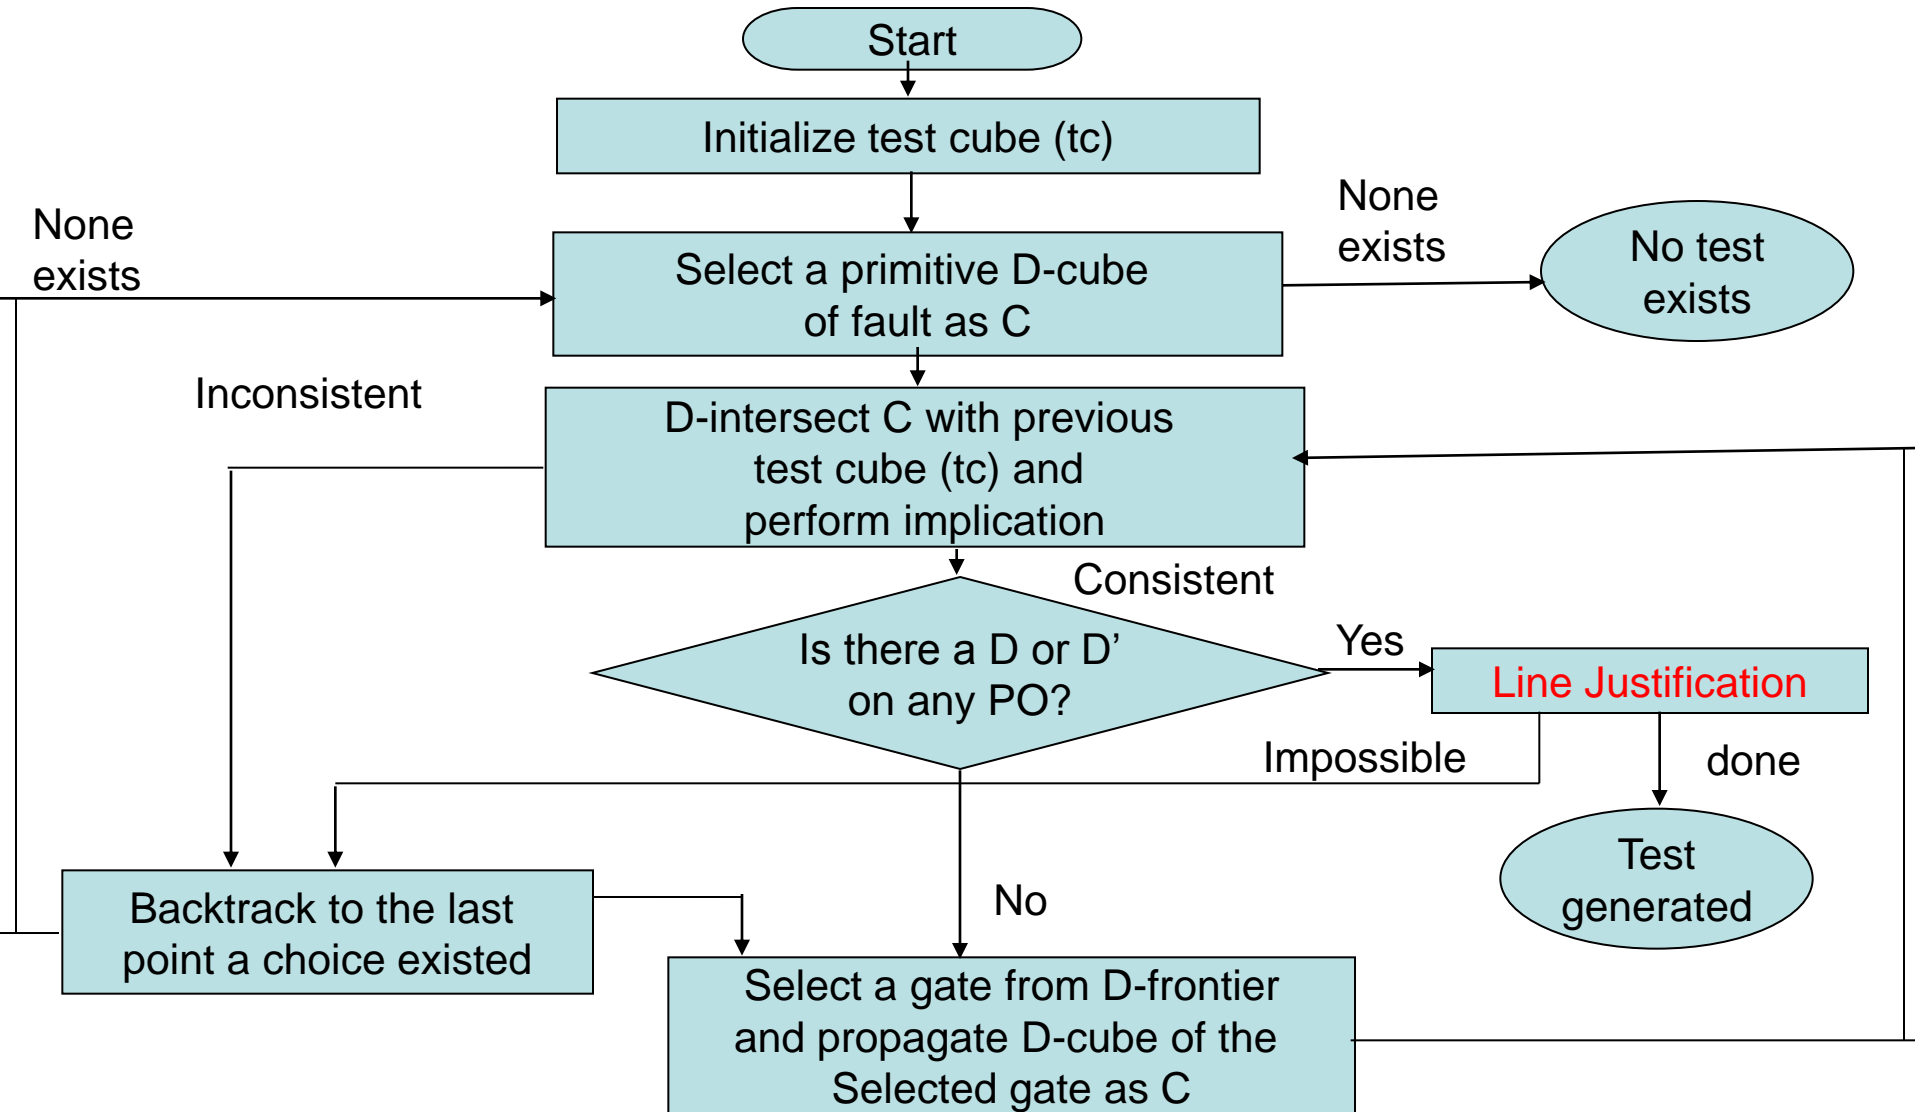 Start
Initialize test cube (tc)
None
exists
None
exists
Select a primitive D-cube
of fault as C
No test
exists
Inconsistent
D-intersect C with previous
test cube (tc) and
perform implication
Consistent
Is there a D or D’
on any PO?
Yes
Line Justification
Impossible
done
Test
generated
Backtrack to the last
point a choice existed
No
Select a gate from D-frontier
and propagate D-cube of the
Selected gate as C